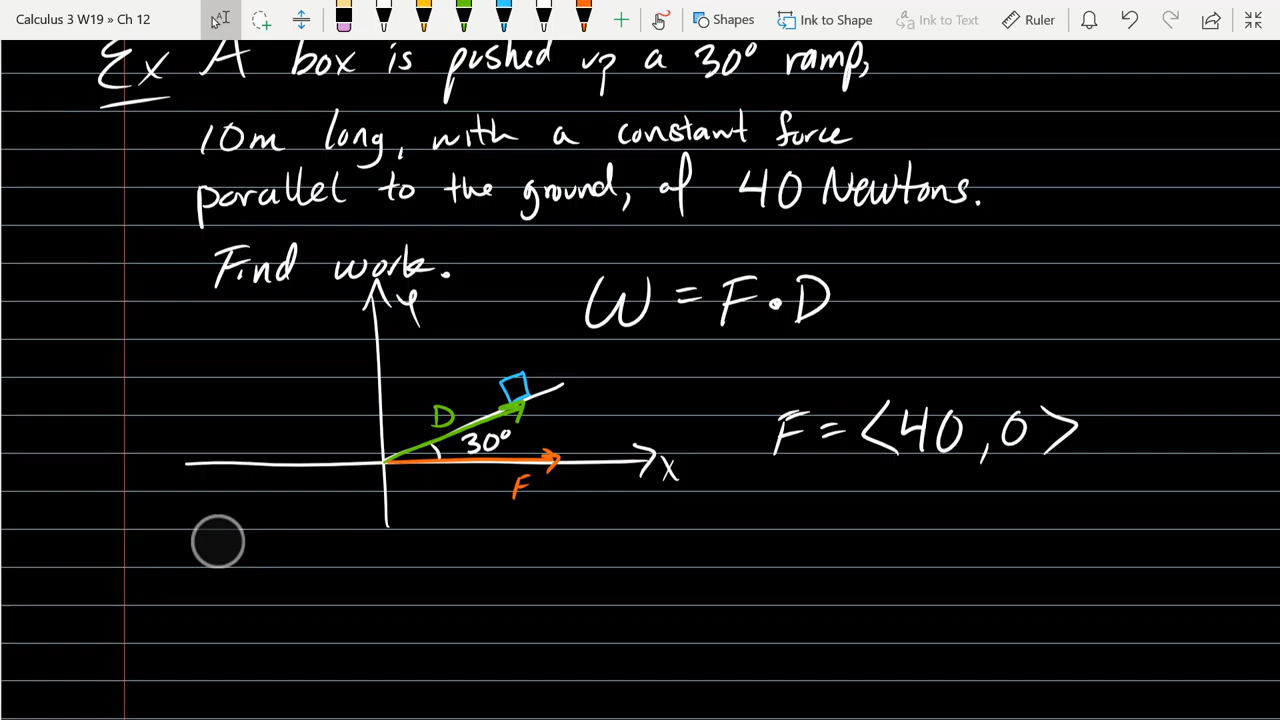 Calculus 3 W19 » Ch 12
Shapes
Ink to Shape
Ink to Text
Ruler
Ex A box is pushed up a 30° ramp,
10m long, with a constant force
parallel to the ground, of 40 Newtons.
Find work.
W = F • D
y
D
30°
F = <40, 0>
x
F